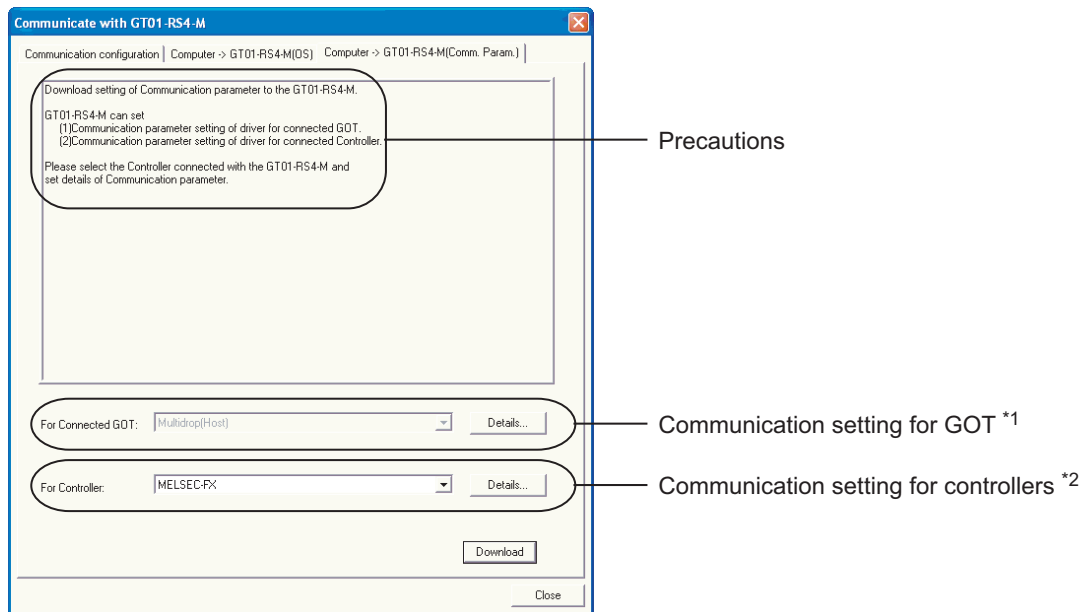 Communicate with GT01-RS4-M
Communication configuration | Computer -> GT01-RS4-M(OS) | Computer -> GT01-RS4-M(Comm. Param.)
Download setting of Communication parameter to the GT01-RS4-M.
GT01-RS4-M can set
(1)Communication parameter setting of driver for connected GOT.
(2)Communication parameter setting of driver for connected Controller.
Please select the Controller connected with the GT01-RS4-M and
set details of Communication parameter.
Precautions
For Connected GOT: Multidrop(Host) Details...
Communication setting for GOT *1
For Controller: MELSEC-FX Details...
Communication setting for controllers *2
Download
Close